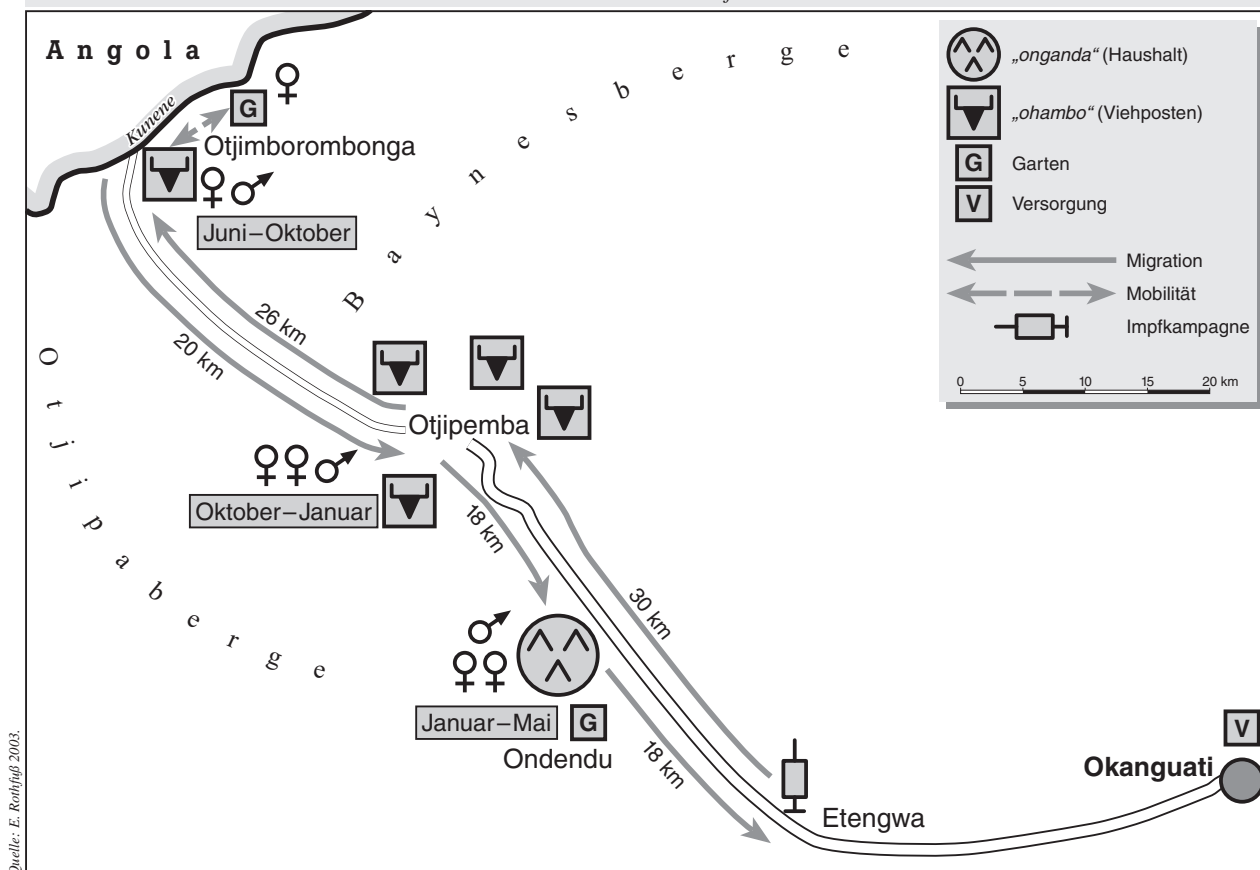 Angola
Kunene
G
Otjimborombonga
Juni–Oktober
Baynesberge
Otjipaberge
26 km
20 km
Otjipemba
Oktober–Januar
18 km
30 km
Januar–Mai
G
Ondendu
18 km
Etengwa
V
Okanguati
„onganda“ (Haushalt)
„ohambo“ (Viehposten)
G Garten
V Versorgung
Migration
Mobilität
Impfkampagne
0 5 10 15 20 km
Quelle: E. Rothfuß 2003.